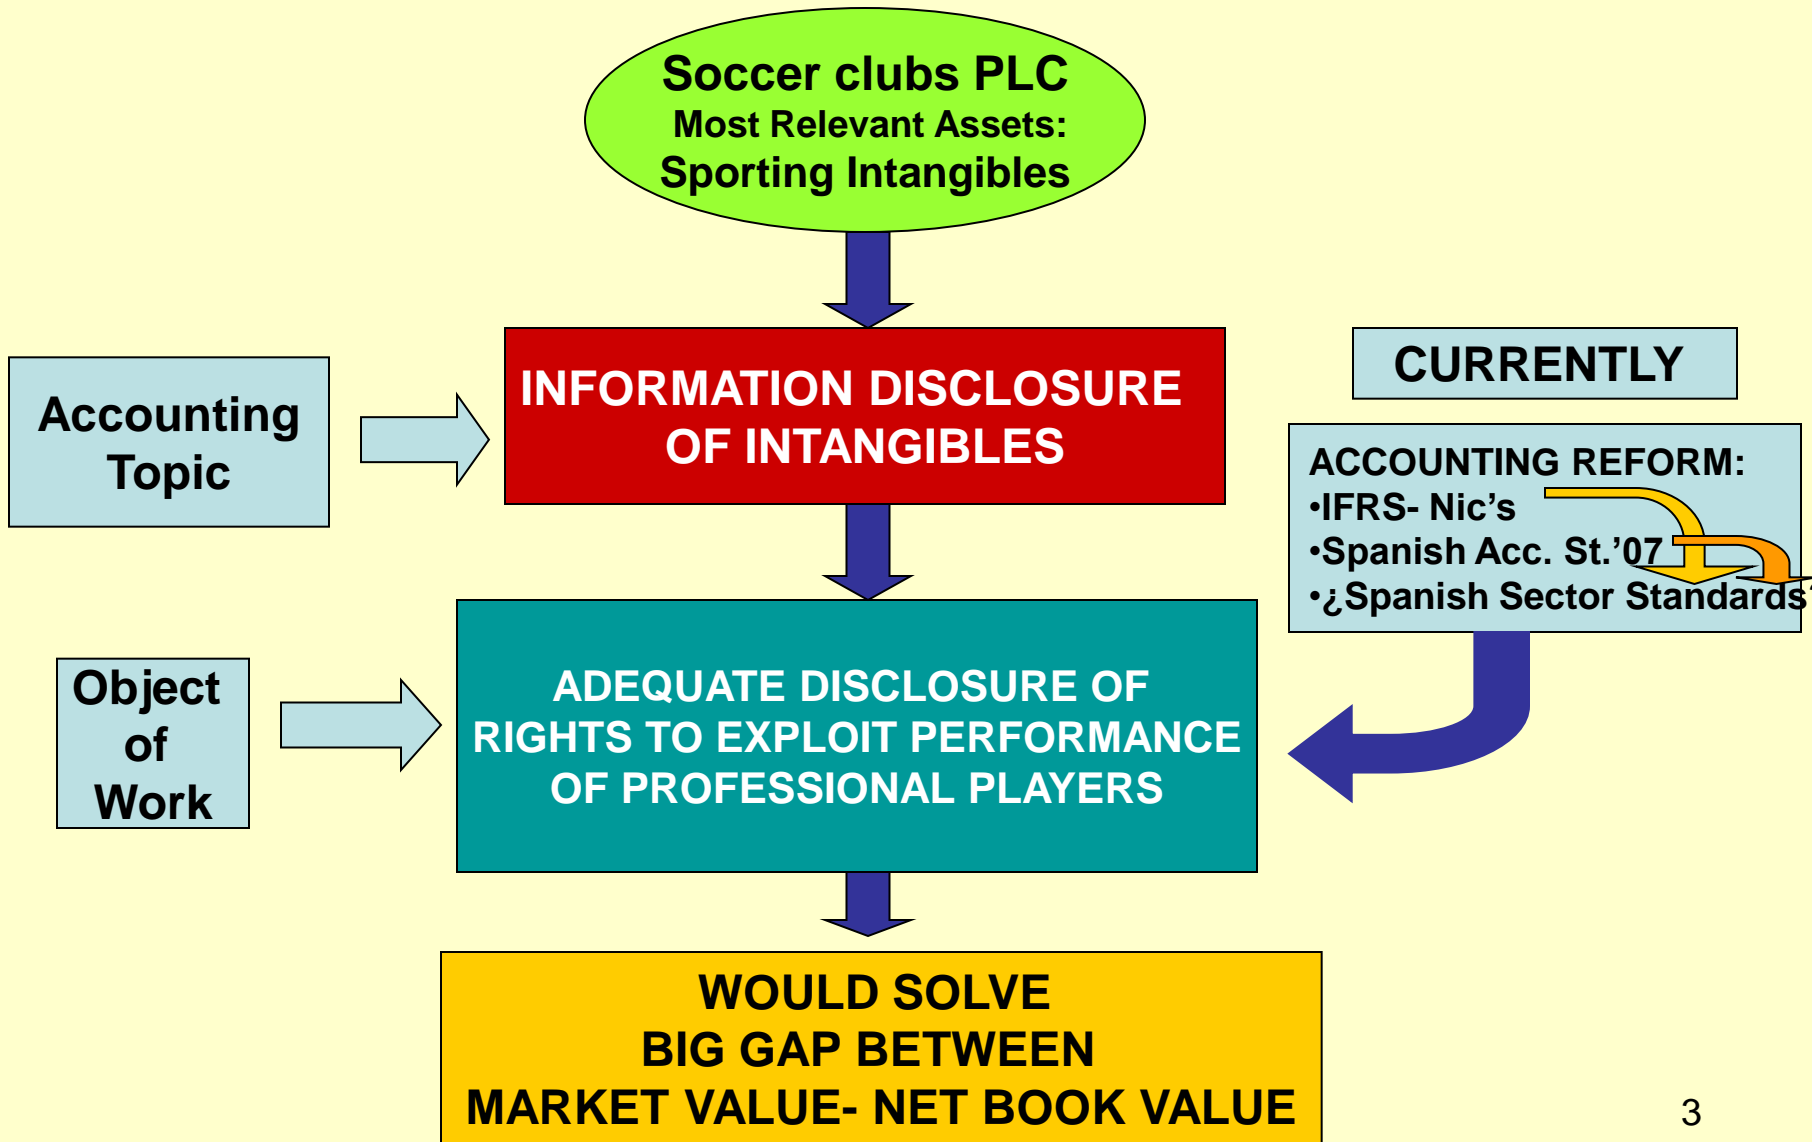 Soccer clubs PLC
Most Relevant Assets:
Sporting Intangibles
Accounting
Topic
INFORMATION DISCLOSURE
OF INTANGIBLES
CURRENTLY
ACCOUNTING REFORM:
•IFRS- Nic’s
•Spanish Acc. St.’07
•¿Spanish Sector Standards?
Object
of
Work
ADEQUATE DISCLOSURE OF
RIGHTS TO EXPLOIT PERFORMANCE
OF PROFESSIONAL PLAYERS
WOULD SOLVE
BIG GAP BETWEEN
MARKET VALUE- NET BOOK VALUE
3